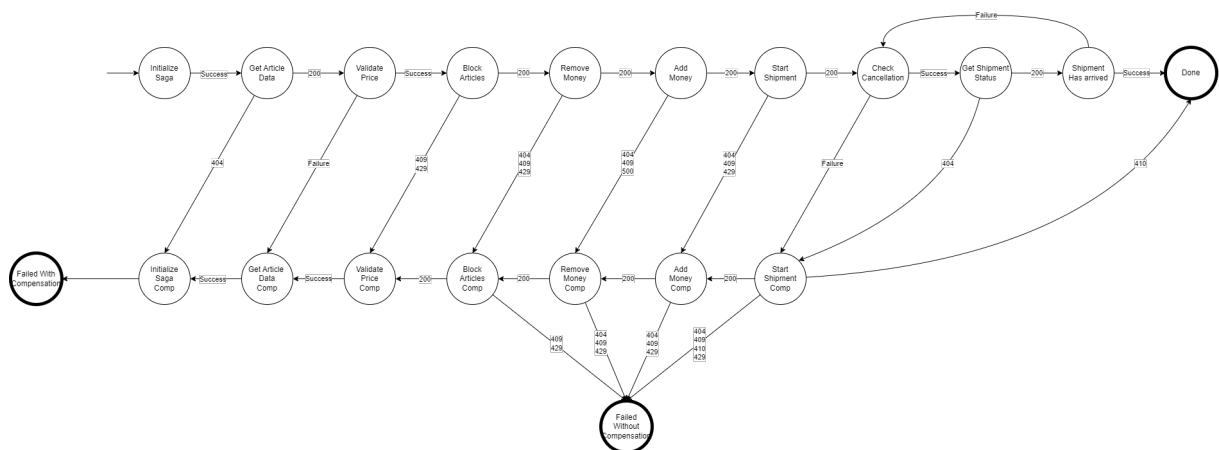 Failure
Initialize
Saga
Success
Get Article
Data
200
Validate
Price
Success
Block
Articles
200
Remove
Money
200
Add
Money
200
Start
Shipment
200
Check
Cancellation
Success
Get Shipment
Status
200
Shipment
Has arrived
Success
Done
404
Failure
409
429
404
409
429
404
409
500
404
409
429
Failure
404
410
Failed With
Compensation
Initialize
Saga
Comp
Success
Get Article
Data
Comp
Success
Validate
Price
Comp
200
Block
Articles
Comp
200
Remove
Money
Comp
200
Add
Money
Comp
200
Start
Shipment
Comp
409
429
404
409
429
404
409
429
404
409
410
429
Failed
Without
Compensation